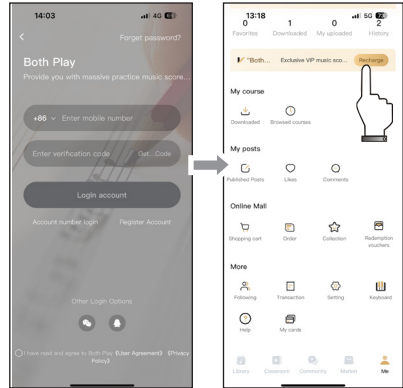 14:03
4G 63
Forget password?
Both Play
Provide you with massive practice music score...
+86 Enter mobile number
Enter verification code Get...Code
Login account
Account number login Register Account
Other Login Options
I have read and agree to Both Play 《User Agreement》 《Privacy
Policy》
13:18
5G 73
0 1 0 2
Favorites Downloaded My uploaded History
"Both... Exclusive VIP music sco... Recharge
My course
Downloaded Browsed courses
My posts
Published Posts Likes Comments
Online Mall
Shopping cart Order Collection Redemption
vouchers
More
Following Transaction Setting Keyboard
Help My cards
Library Classroom Community Market Me